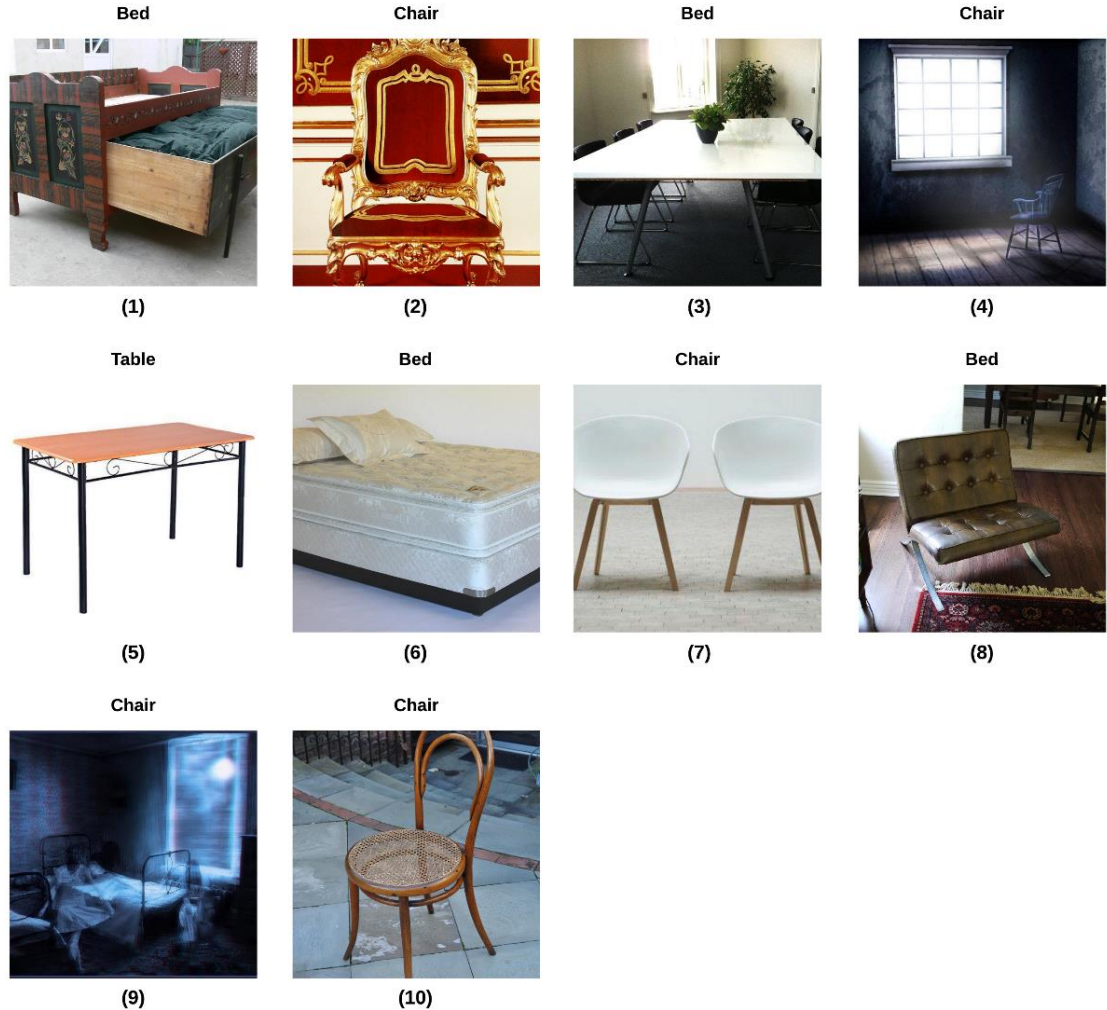 Bed
Chair
Bed
Chair
(1)
(2)
(3)
(4)
Table
Bed
Chair
Bed
(5)
(6)
(7)
(8)
Chair
Chair
(9)
(10)